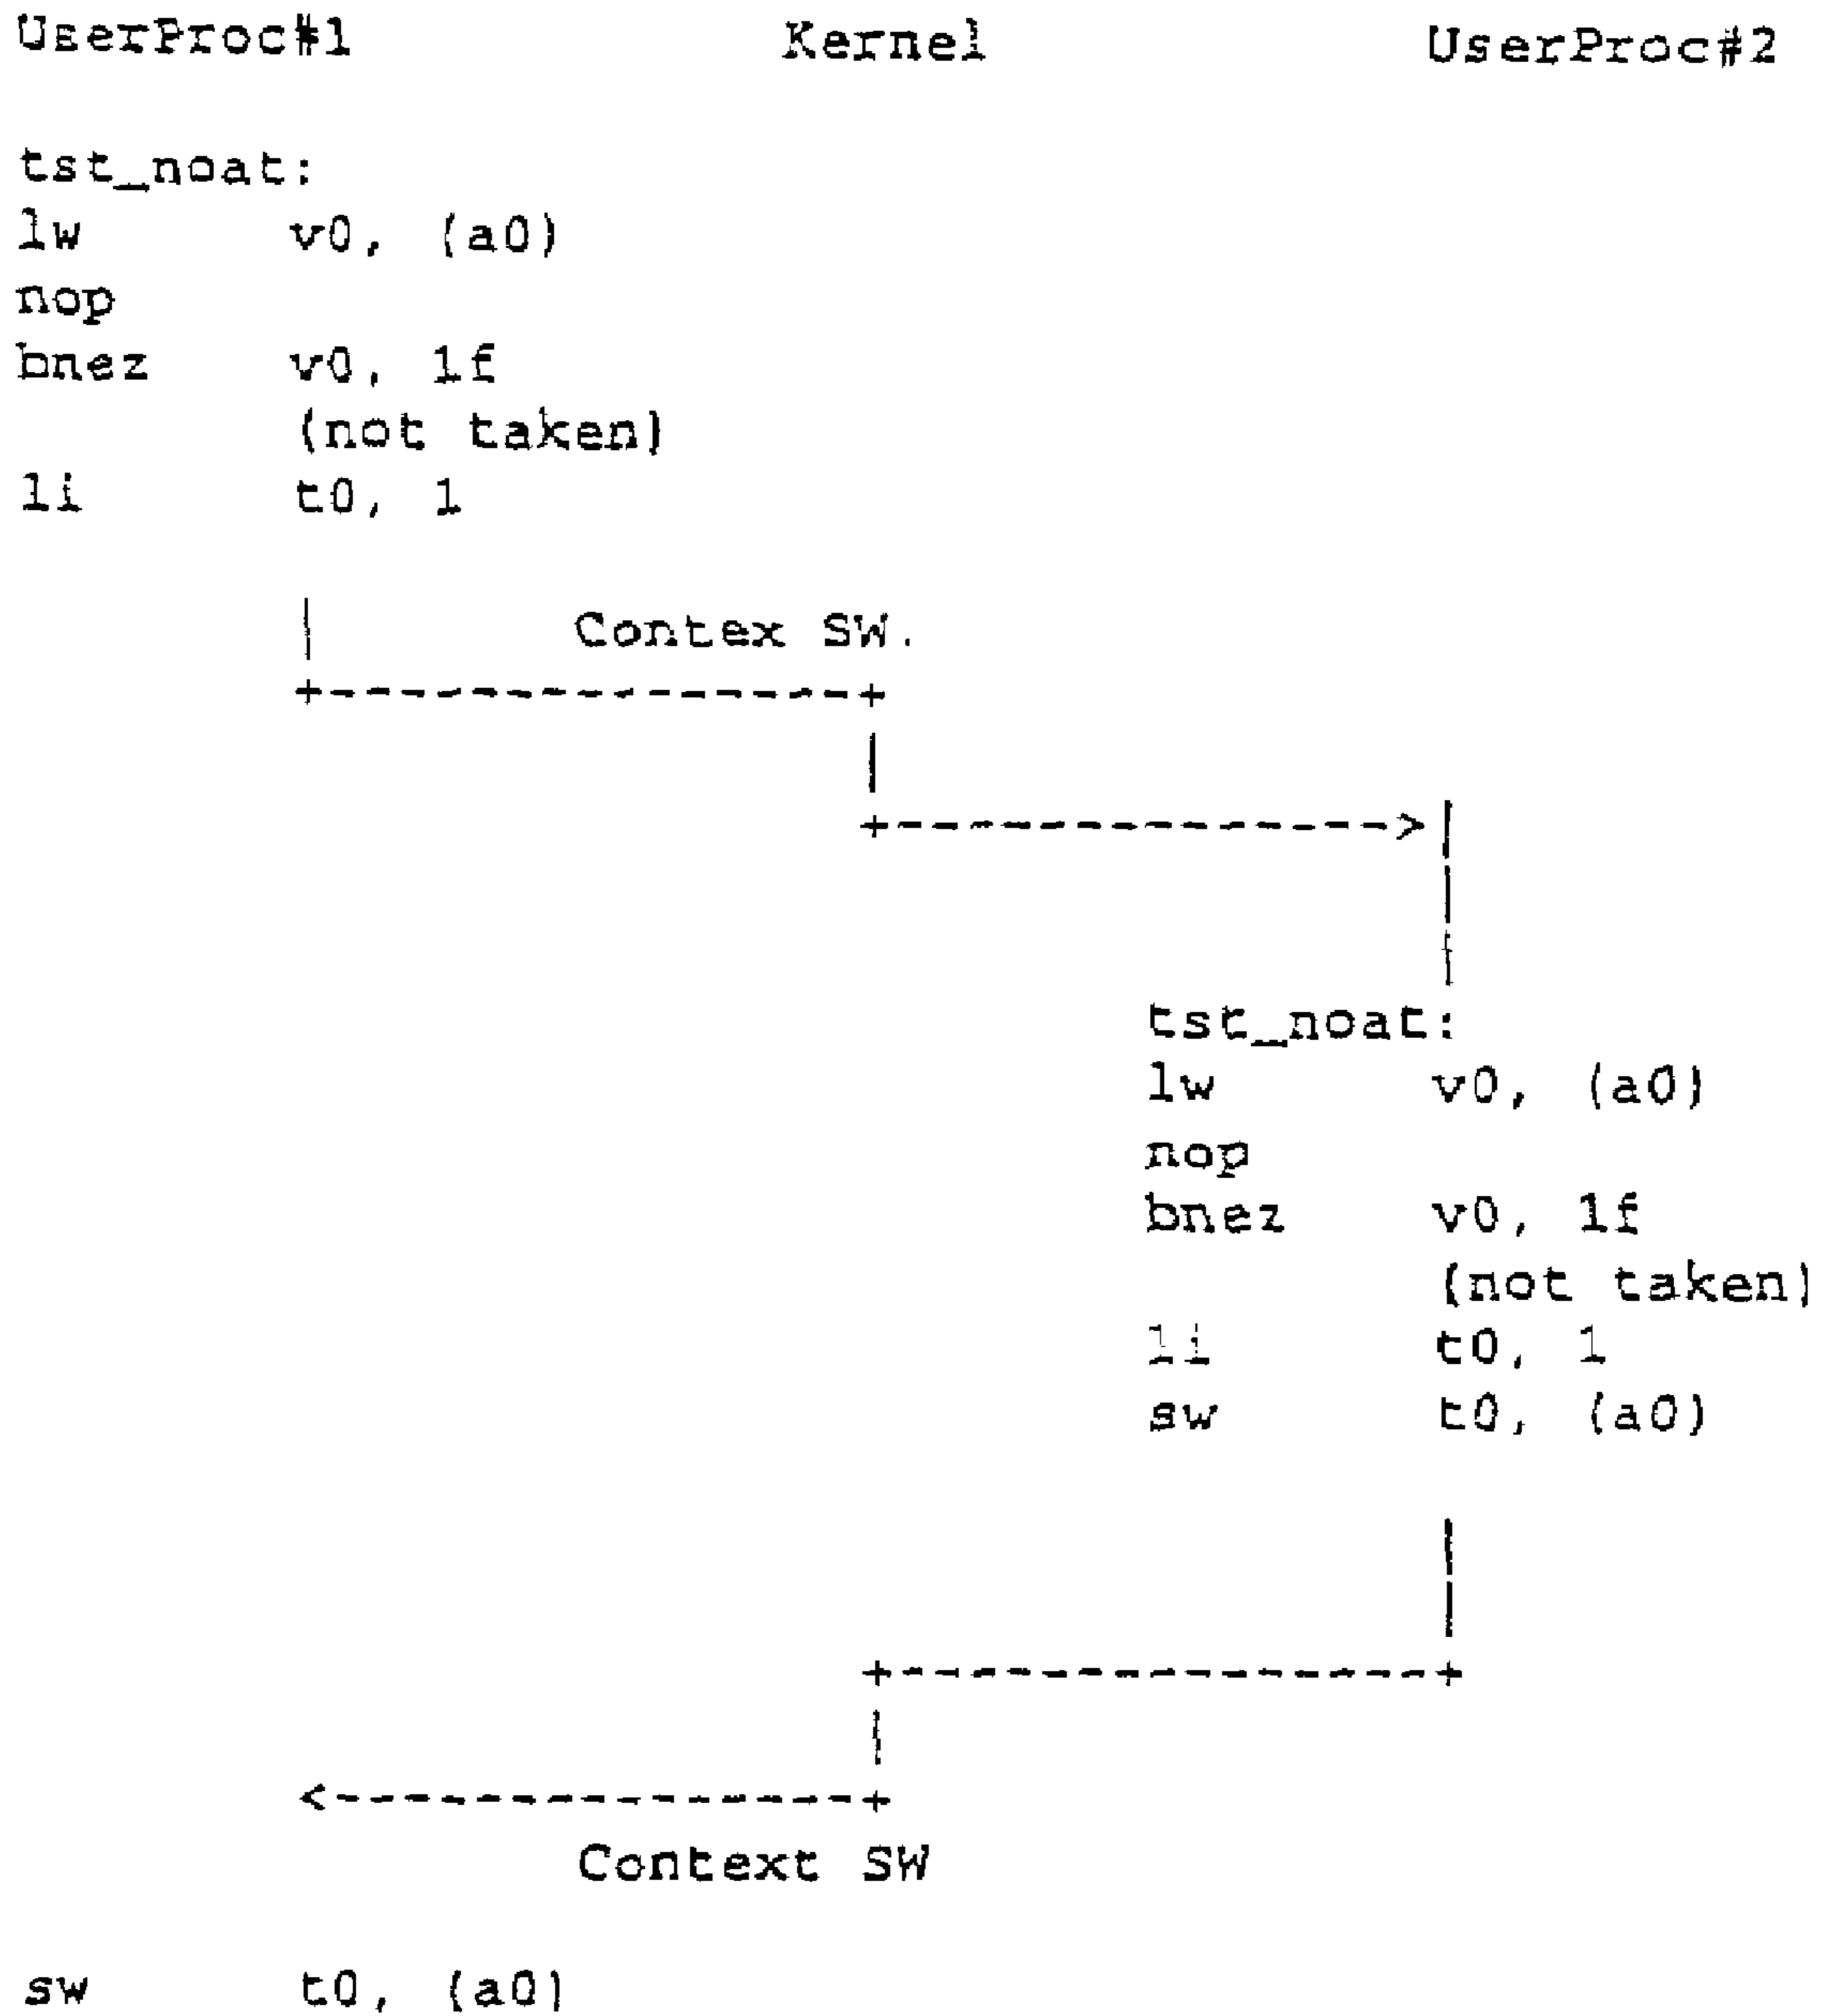 UserProc#1 Kernel UserProc#2
tst_noat:
lw v0, (a0)
nop
bnez v0, 1f
(not taken)
li t0, 1
Contex SW.
tst_noat:
lw v0, (a0)
nop
bnez v0, 1f
(not taken)
li t0, 1
sw t0, (a0)
Context SW
sw t0, (a0)